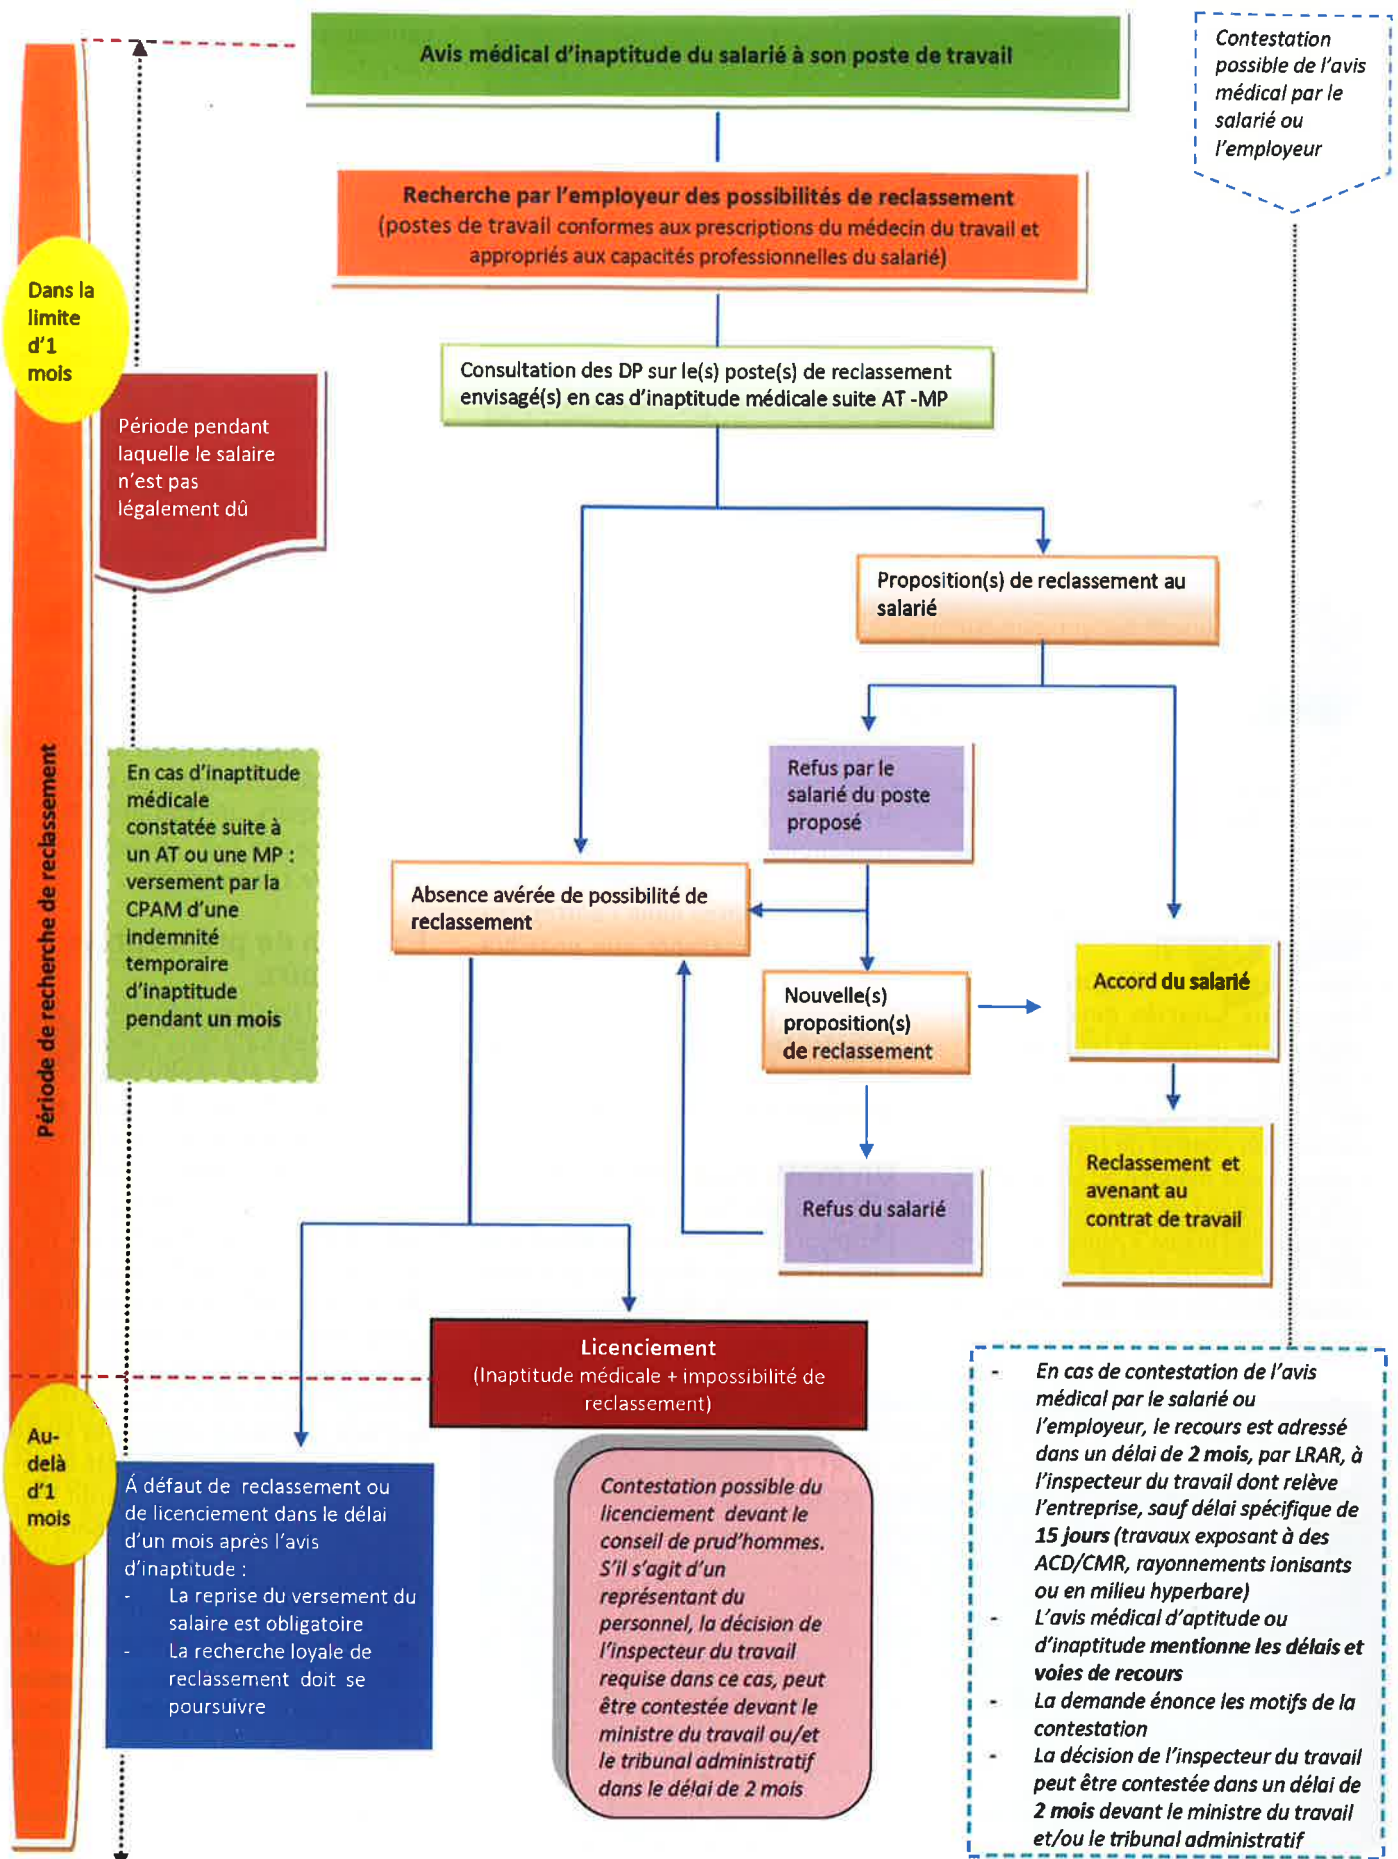 Avis médical d'inaptitude du salarié à son poste de travail
Contestation
possible de l'avis
médical par le
salarié ou
l'employeur
Recherche par l'employeur des possibilités de reclassement
(postes de travail conformes aux prescriptions du médecin du travail et
appropriés aux capacités professionnelles du salarié)
Dans la
limite
d'1
mois
Consultation des DP sur le(s) poste(s) de reclassement
envisagé(s) en cas d'inaptitude médicale suite AT -MP
Période pendant
laquelle le salaire
n'est pas
légalement dû
Proposition(s) de reclassement au
salarié
Période de recherche de reclassement
En cas d'inaptitude
médicale
constatée suite à
un AT ou une MP :
versement par la
CPAM d'une
indemnité
temporaire
d'inaptitude
pendant un mois
Refus par le
salarié du poste
proposé
Absence avérée de possibilité de
reclassement
Nouvelle(s)
proposition(s)
de reclassement
Accord du salarié
Refus du salarié
Reclassement et
avenant au
contrat de travail
Licenciement
(Inaptitude médicale + impossibilité de
reclassement)
Au-
delà
d'1
mois
Á défaut de reclassement ou
de licenciement dans le délai
d'un mois après l'avis
d'inaptitude :
- La reprise du versement du
salaire est obligatoire
- La recherche loyale de
reclassement doit se
poursuivre
Contestation possible du
licenciement devant le
conseil de prud'hommes.
S'il s'agit d'un
représentant du
personnel, la décision de
l'inspecteur du travail
requise dans ce cas, peut
être contestée devant le
ministre du travail ou/et
le tribunal administratif
dans le délai de 2 mois
- En cas de contestation de l'avis
médical par le salarié ou
l'employeur, le recours est adressé
dans un délai de 2 mois, par LRAR, à
l'inspecteur du travail dont relève
l'entreprise, sauf délai spécifique de
15 jours (travaux exposant à des
ACD/CMR, rayonnements ionisants
ou en milieu hyperbare)
- L'avis médical d'aptitude ou
d'inaptitude mentionne les délais et
voies de recours
- La demande énonce les motifs de la
contestation
- La décision de l'inspecteur du travail
peut être contestée dans un délai de
2 mois devant le ministre du travail
et/ou le tribunal administratif